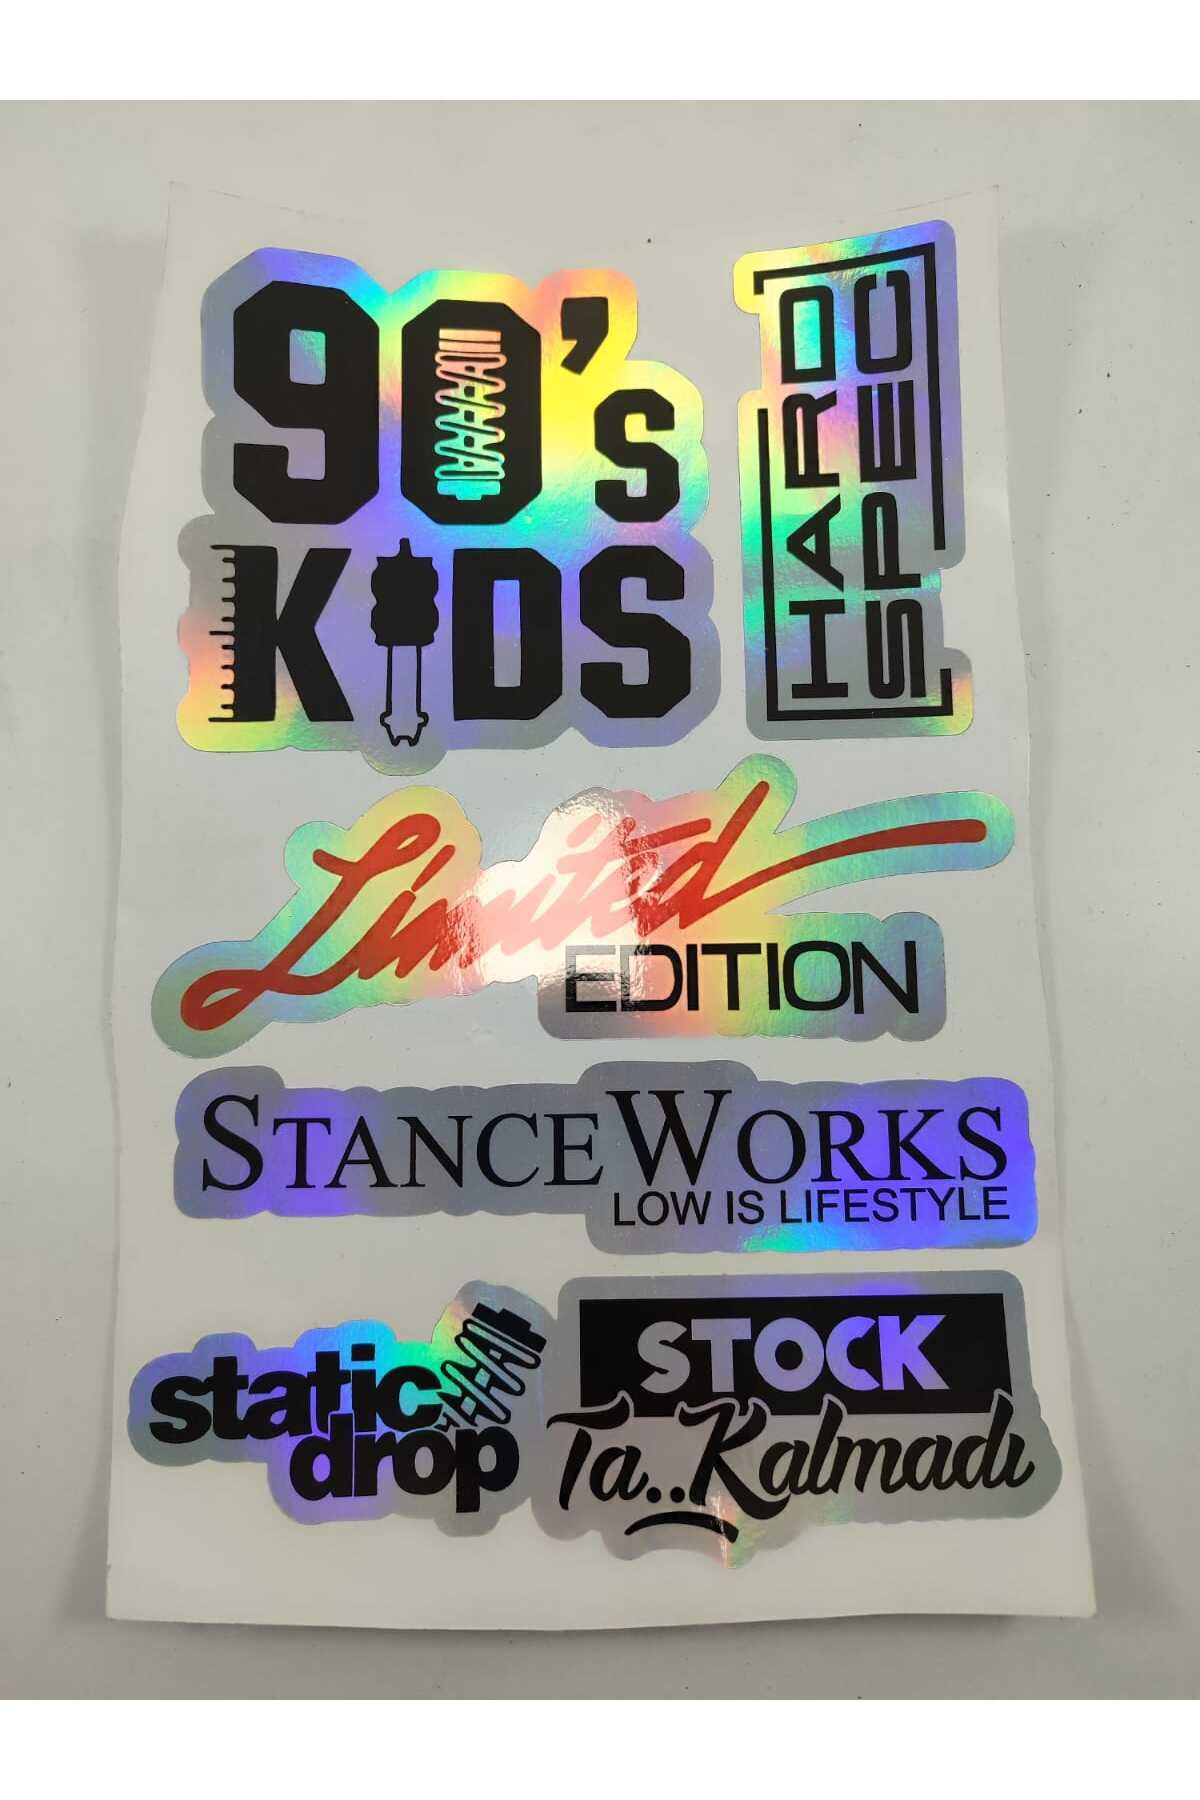 90's
KIDS
HARD
SPEC
Limited
EDITION
STANCEWORKS
LOW IS LIFESTYLE
static
drop
STOCK
Ta..Kalmadı